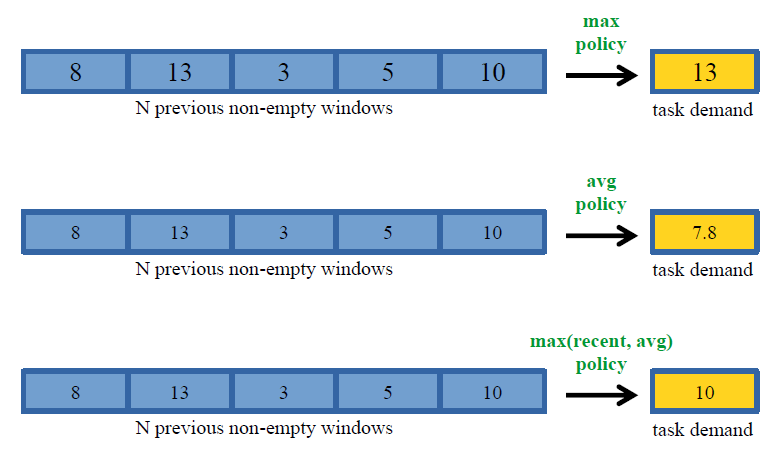 max
policy
8 13 3 5 10 13
N previous non-empty windows
task demand
avg
policy
8 13 3 5 10 7.8
N previous non-empty windows
task demand
max(recent, avg)
policy
8 13 3 5 10 10
N previous non-empty windows
task demand